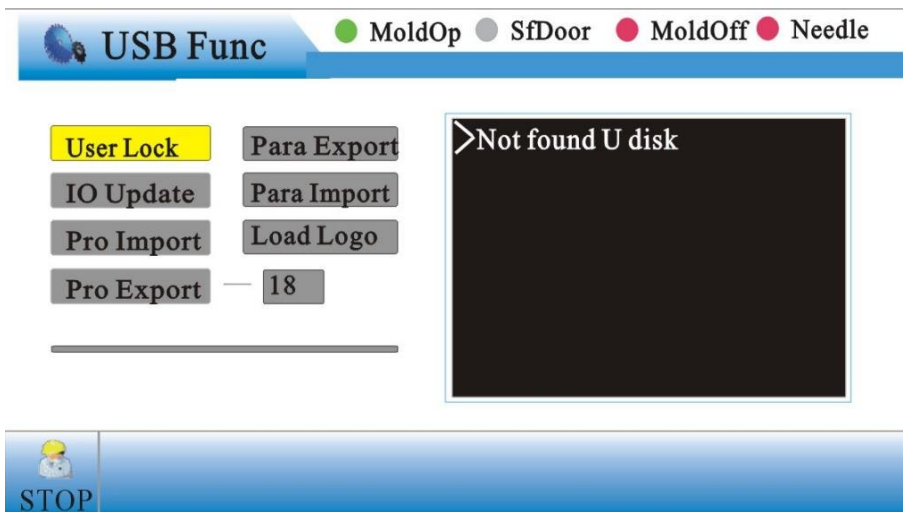 USB Func
MoldOp SfDoor MoldOff Needle
User Lock Para Export
IO Update Para Import
Pro Import Load Logo
Pro Export — 18
>Not found U disk
STOP